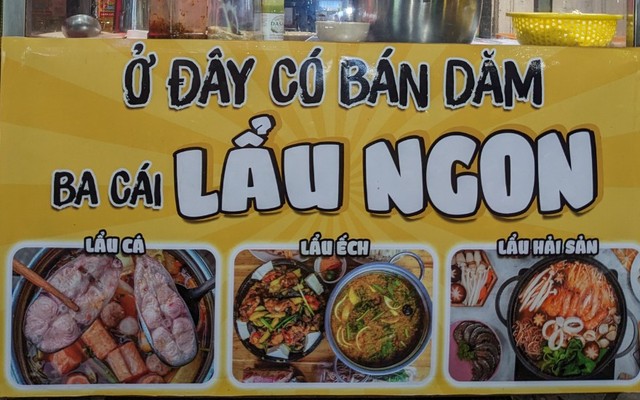 Ở ĐÂY CÓ BÁN DĂM
BA CÁI LẨU NGON
LẨU CÁ LẨU ẾCH LẨU HẢI SẢN